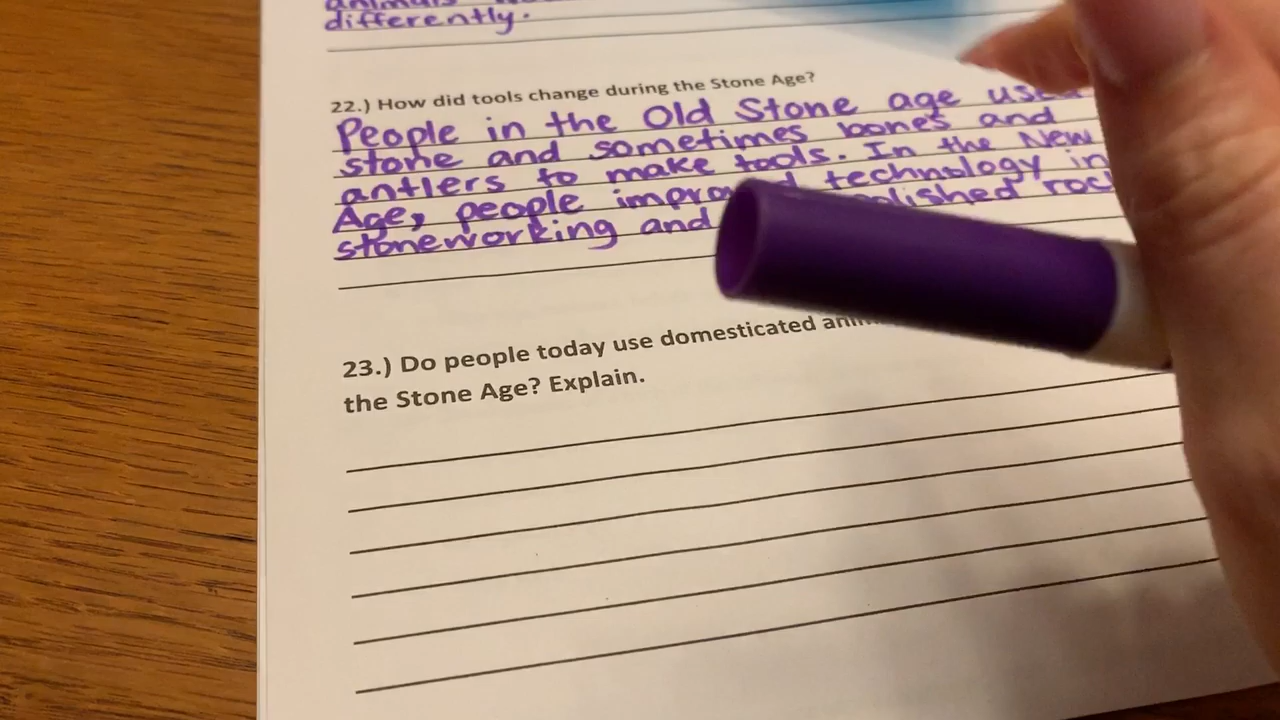 differently.
22.) How did tools change during the Stone Age?
People in the Old Stone age used
stone and sometimes bones and
antlers to make tools. In the New
Age, people improved technology in
stoneworking and
23.) Do people today use domesticated
the Stone Age? Explain.